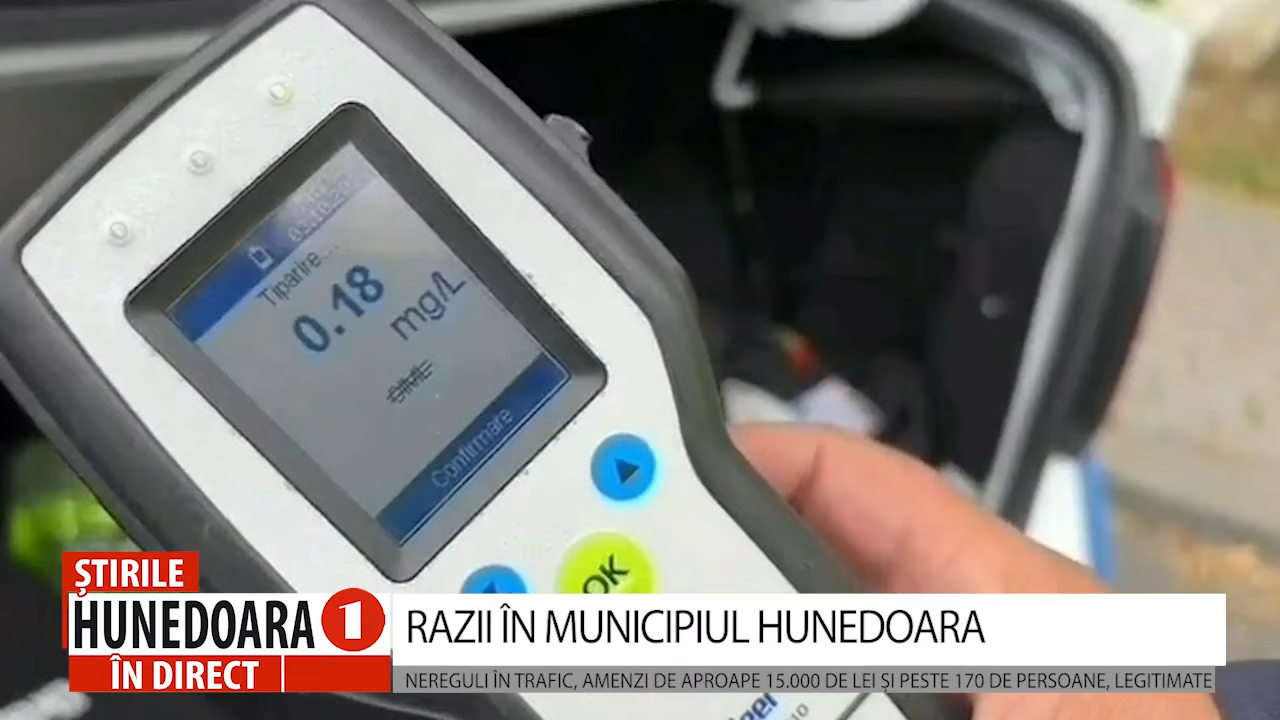 Tiparire...
0.18
mg/L
Confirmare
OK
ȘTIRILE
HUNEDOARA 1
ÎN DIRECT
RAZII ÎN MUNICIPIUL HUNEDOARA
NEREGULI ÎN TRAFIC, AMENZI DE APROAPE 15.000 DE LEI ȘI PESTE 170 DE PERSOANE, LEGITIMATE